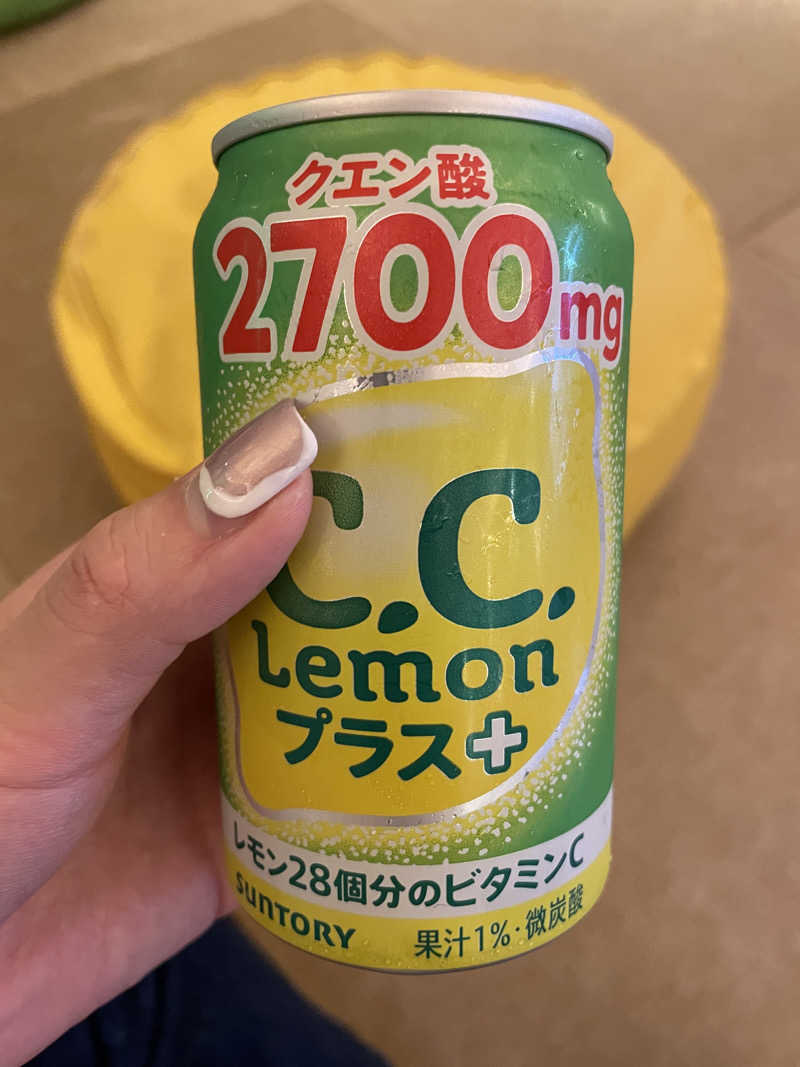 クエン酸
2700mg
C.C.
Lemon
プラス
レモン28個分のビタミンC
SUNTORY
果汁1%・微炭酸